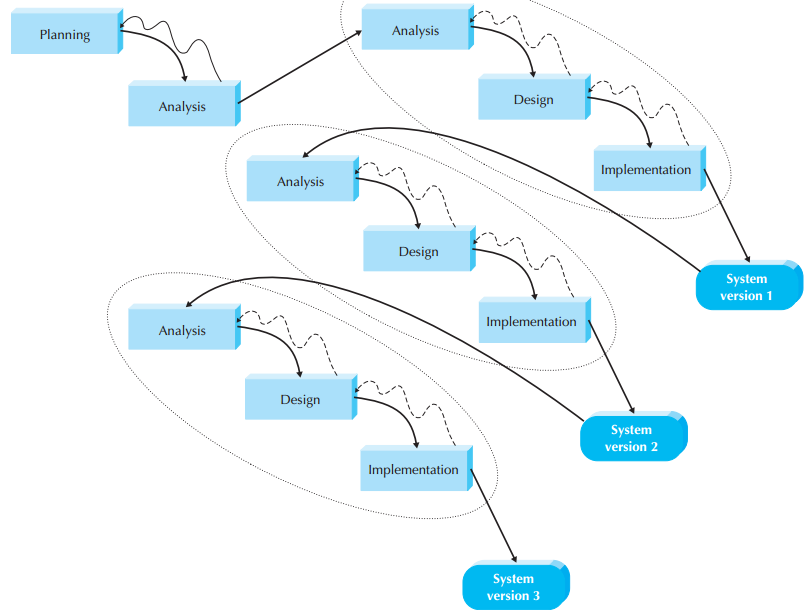 Planning
Analysis
Analysis
Design
Implementation
System
version 1
Analysis
Design
Implementation
System
version 2
Analysis
Design
Implementation
System
version 3